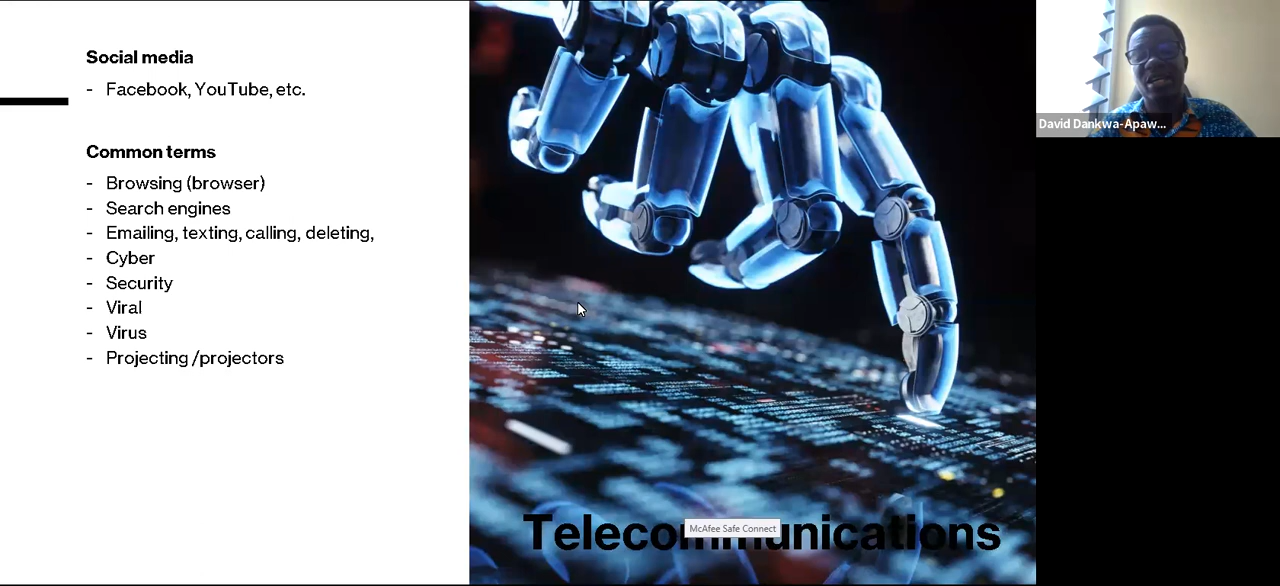 Social media
- Facebook, YouTube, etc.
Common terms
- Browsing (browser)
- Search engines
- Emailing, texting, calling, deleting,
- Cyber
- Security
- Viral
- Virus
- Projecting /projectors
Telecommunications
McAfee Safe Connect
David Dankwa-Apaw...